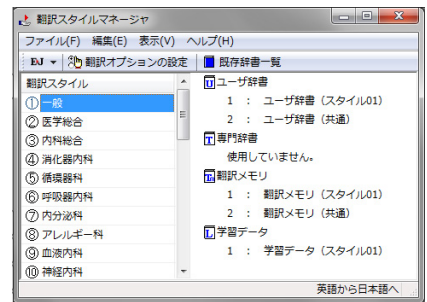 翻訳スタイルマネージャ
ファイル(F) 編集(E) 表示(V) ヘルプ(H)
EJ 翻訳オプションの設定 既存辞書一覧
翻訳スタイル
① 一般
② 医学総合
③ 内科総合
④ 消化器内科
⑤ 循環器科
⑥ 呼吸器内科
⑦ 内分泌科
⑧ アレルギー科
⑨ 血液内科
⑩ 神経内科
U ユーザ辞書
1 : ユーザ辞書（スタイル01）
2 : ユーザ辞書（共通）
T 専門辞書
使用していません。
翻訳メモリ
1 : 翻訳メモリ（スタイル01）
2 : 翻訳メモリ（共通）
L 学習データ
1 : 学習データ（スタイル01）
英語から日本語へ